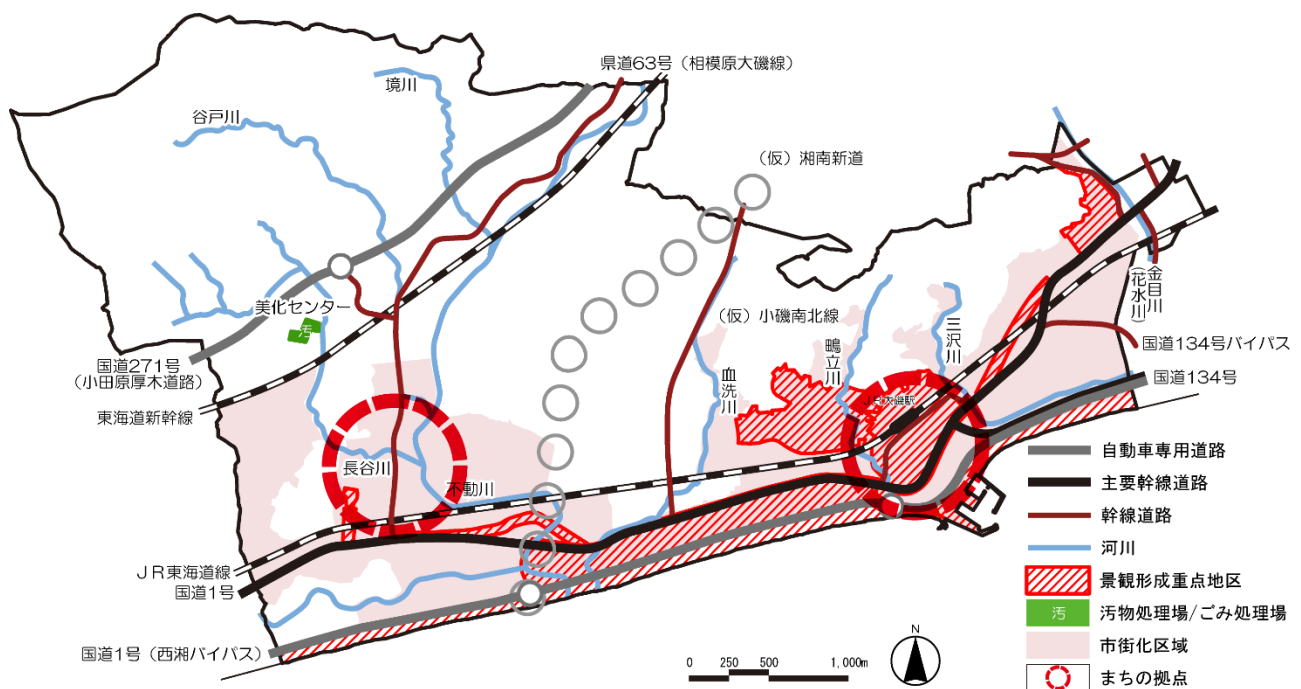 県道63号（相模原大磯線）
境川
谷戸川
（仮）湘南新道
美化センター
汚
国道271号
（小田原厚木道路）
東海道新幹線
（仮）小磯南北線
血洗川
鴫立川
三沢川
金目川
（花水川）
国道134号バイパス
国道134号
JR大磯駅
長谷川
不動川
ＪＲ東海道線
国道1号
国道1号（西湘バイパス）
自動車専用道路
主要幹線道路
幹線道路
河川
景観形成重点地区
汚 汚物処理場/ごみ処理場
市街化区域
まちの拠点
N
0 250 500 1,000m